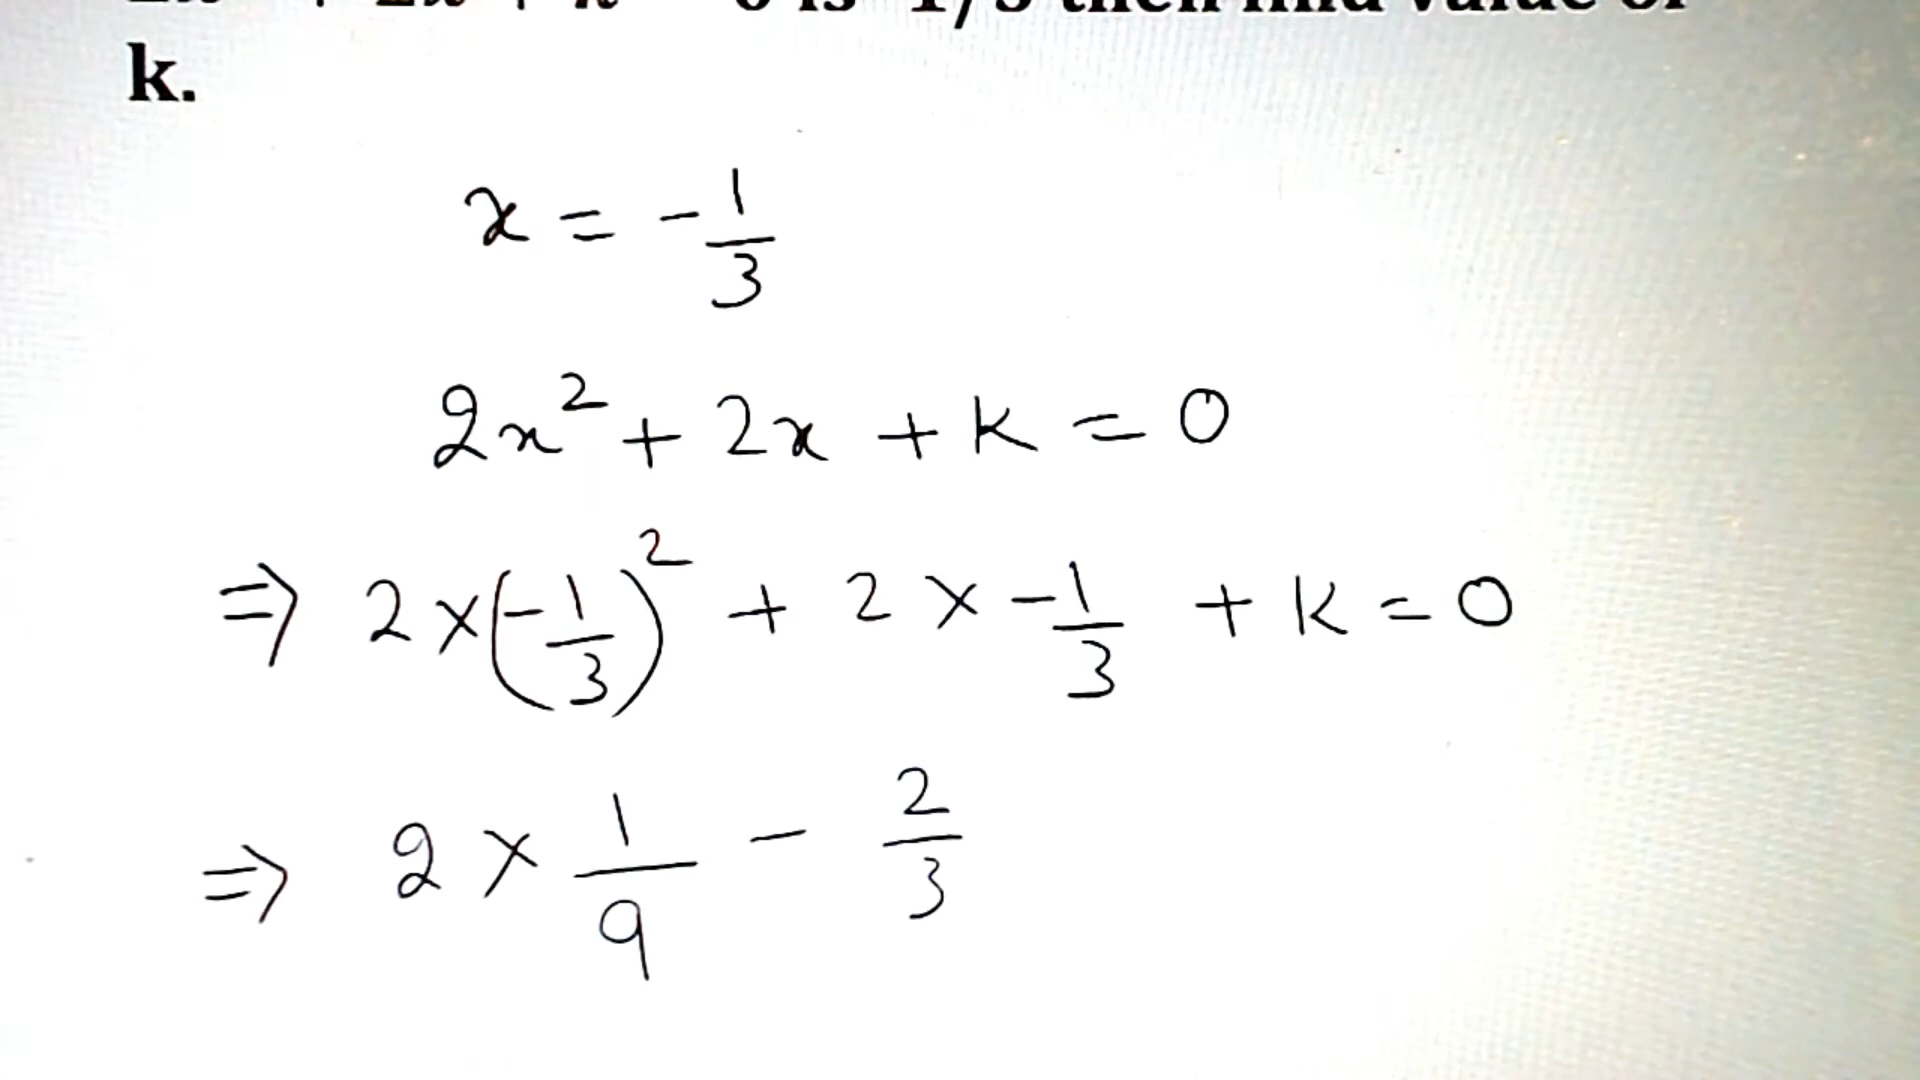 k.
x = -1/3
2x² + 2x + k = 0
⇒ 2 × (-1/3)² + 2 × -1/3 + k = 0
⇒ 2 × 1/9 - 2/3